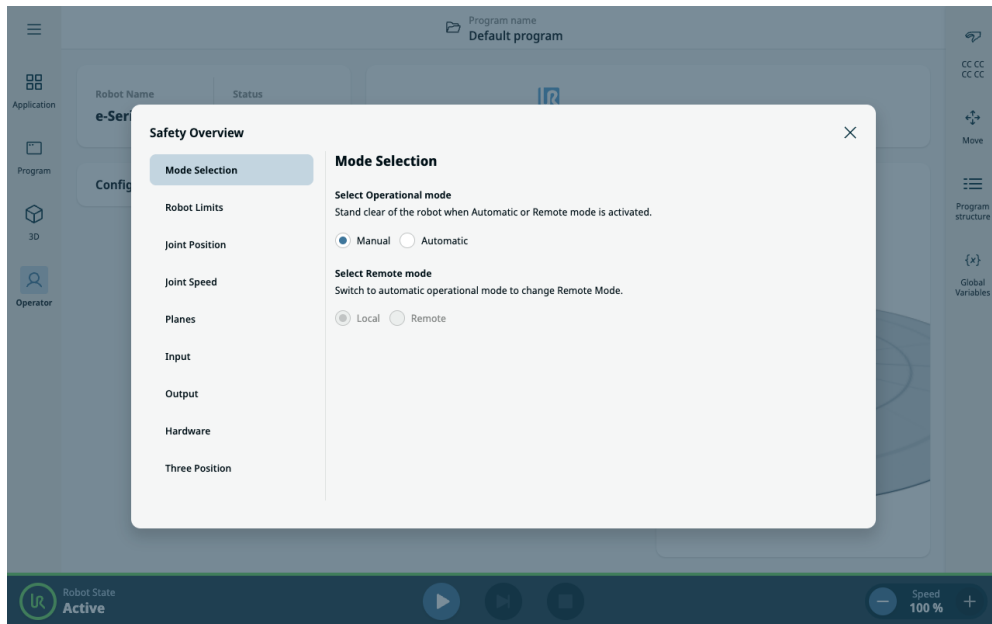 Program name
Default program
Application
Program
3D
Operator
Robot Name
Status
e-Seri
Config
Safety Overview
Mode Selection
Robot Limits
Joint Position
Joint Speed
Planes
Input
Output
Hardware
Three Position
Mode Selection
Select Operational mode
Stand clear of the robot when Automatic or Remote mode is activated.
Manual Automatic
Select Remote mode
Switch to automatic operational mode to change Remote Mode.
Local Remote
CC CC
CC CC
Move
Program
structure
{x}
Global
Variables
Robot State
Active
Speed
100 %